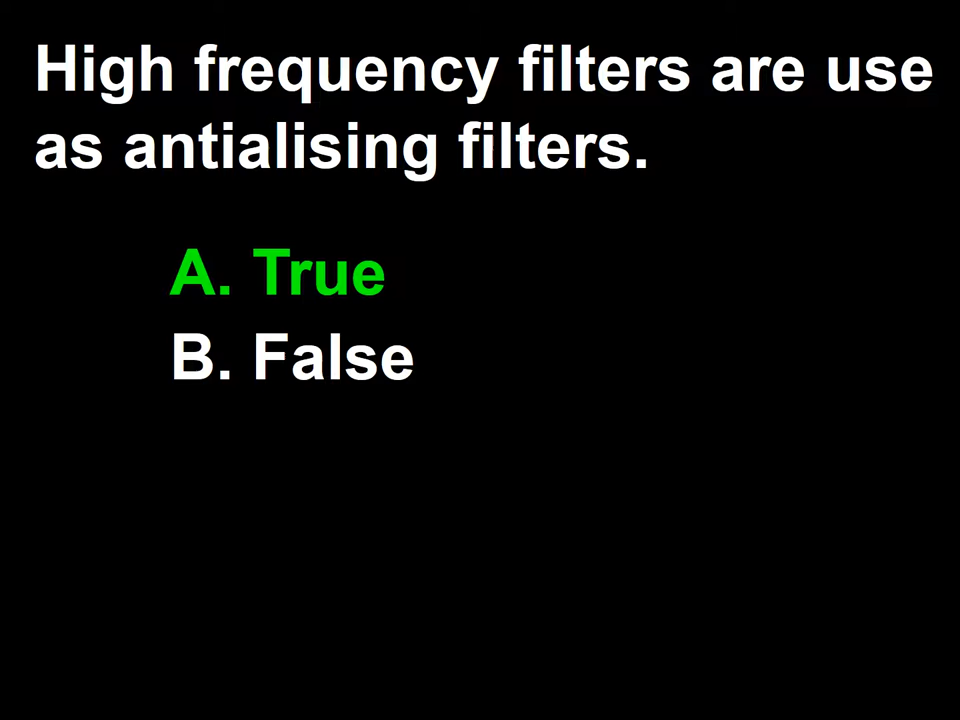 High frequency filters are use
as antialising filters.
A. True
B. False